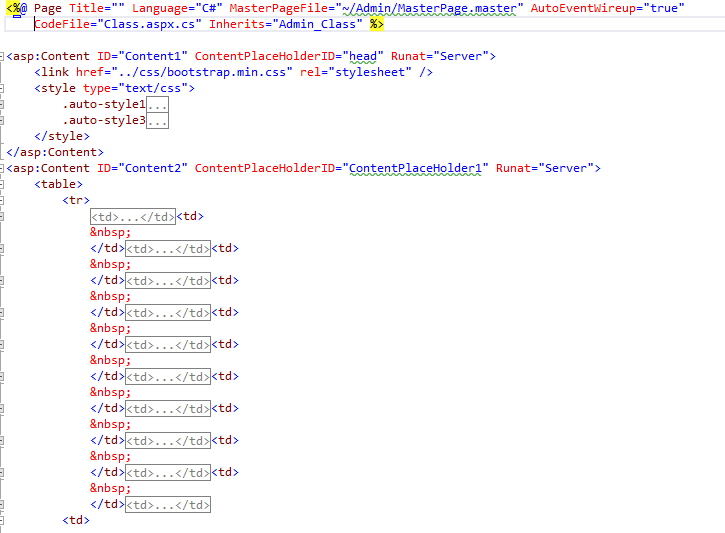 <%@ Page Title="" Language="C#" MasterPageFile="~/Admin/MasterPage.master" AutoEventWireup="true"
CodeFile="Class.aspx.cs" Inherits="Admin_Class" %>
<asp:Content ID="Content1" ContentPlaceHolderID="head" Runat="Server">
<link href="../css/bootstrap.min.css" rel="stylesheet" />
<style type="text/css">
.auto-style1...
.auto-style3...
</style>
</asp:Content>
<asp:Content ID="Content2" ContentPlaceHolderID="ContentPlaceHolder1" Runat="Server">
<table>
<tr>
<td>...</td><td>
&nbsp;
</td><td>...</td><td>
&nbsp;
</td><td>...</td><td>
&nbsp;
</td><td>...</td><td>
&nbsp;
</td><td>...</td><td>
&nbsp;
</td><td>...</td><td>
&nbsp;
</td><td>...</td><td>
&nbsp;
</td><td>...</td><td>
&nbsp;
</td><td>...</td><td>
&nbsp;
</td><td>...</td>
<td>